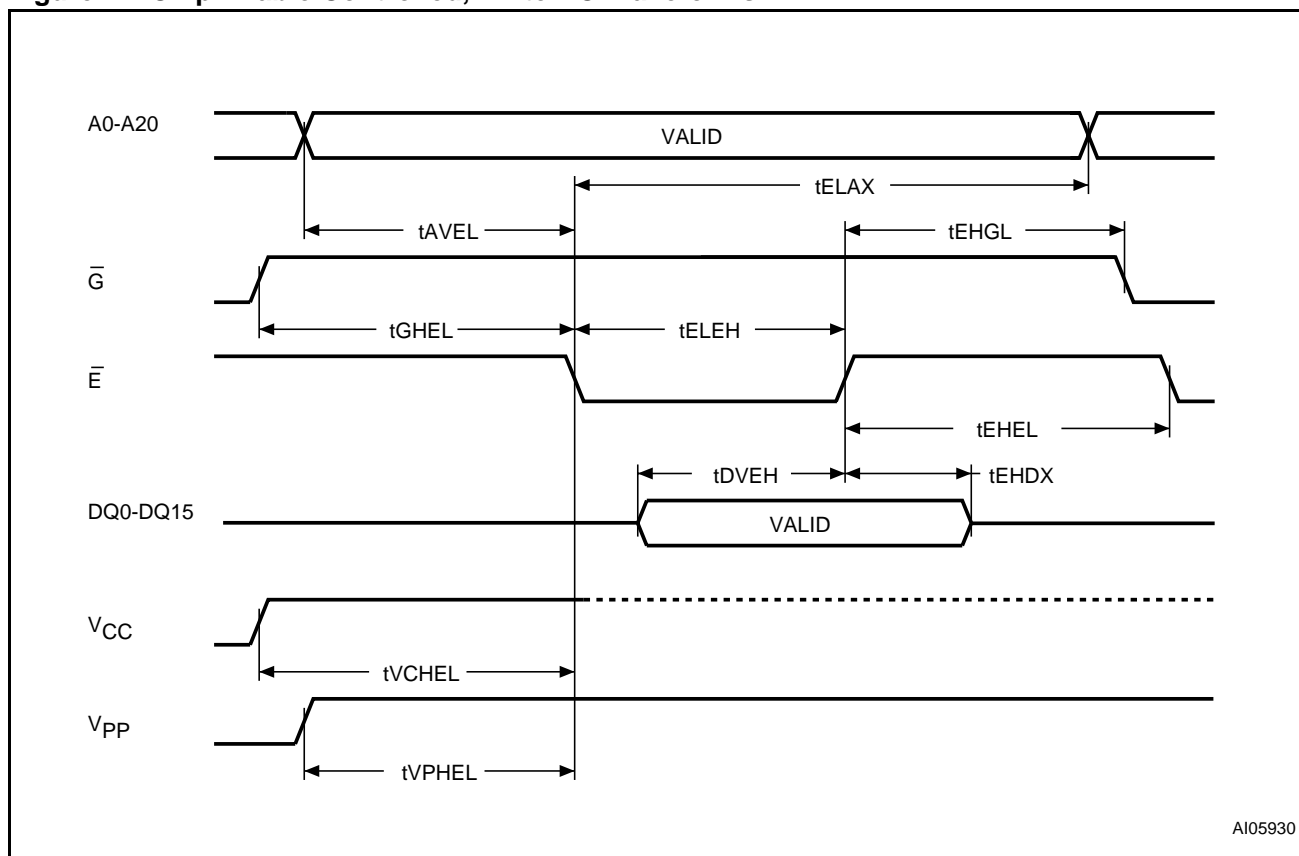 A0-A20
VALID
tELAX
tAVEL
tEHGL
G̅
tGHEL
tELEH
E̅
tEHEL
tDVEH
tEHDX
DQ0-DQ15
VALID
VCC
tVCHEL
VPP
tVPHEL
AI05930